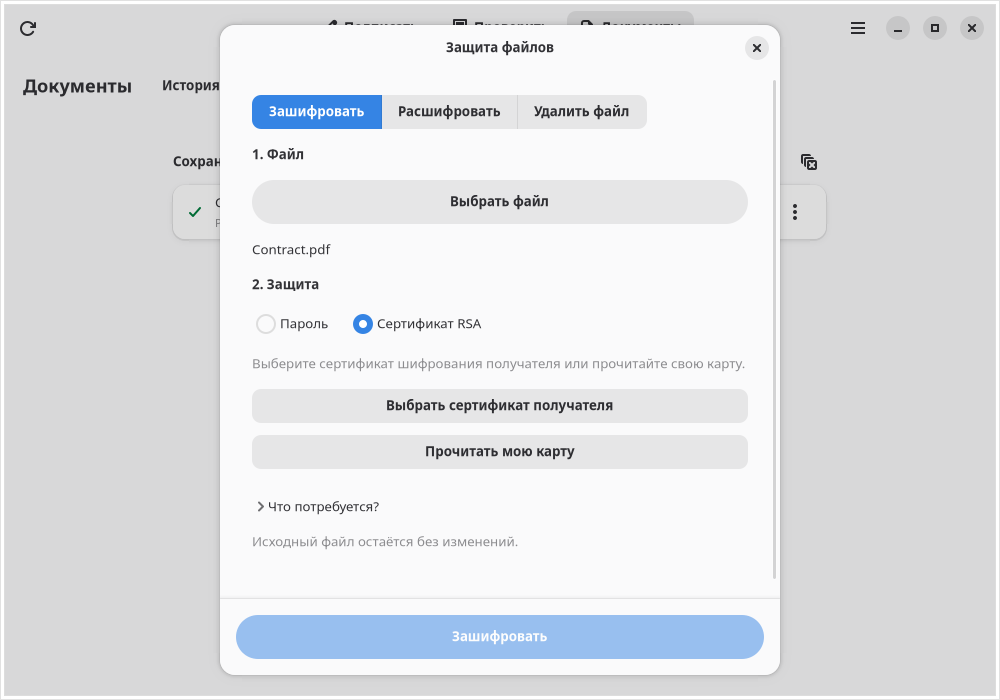 Защита файлов
Документы
История
Зашифровать
Расшифровать
Удалить файл
1. Файл
Сохран
Выбрать файл
Contract.pdf
2. Защита
Пароль
Сертификат RSA
Выберите сертификат шифрования получателя или прочитайте свою карту.
Выбрать сертификат получателя
Прочитать мою карту
Что потребуется?
Исходный файл остаётся без изменений.
Зашифровать